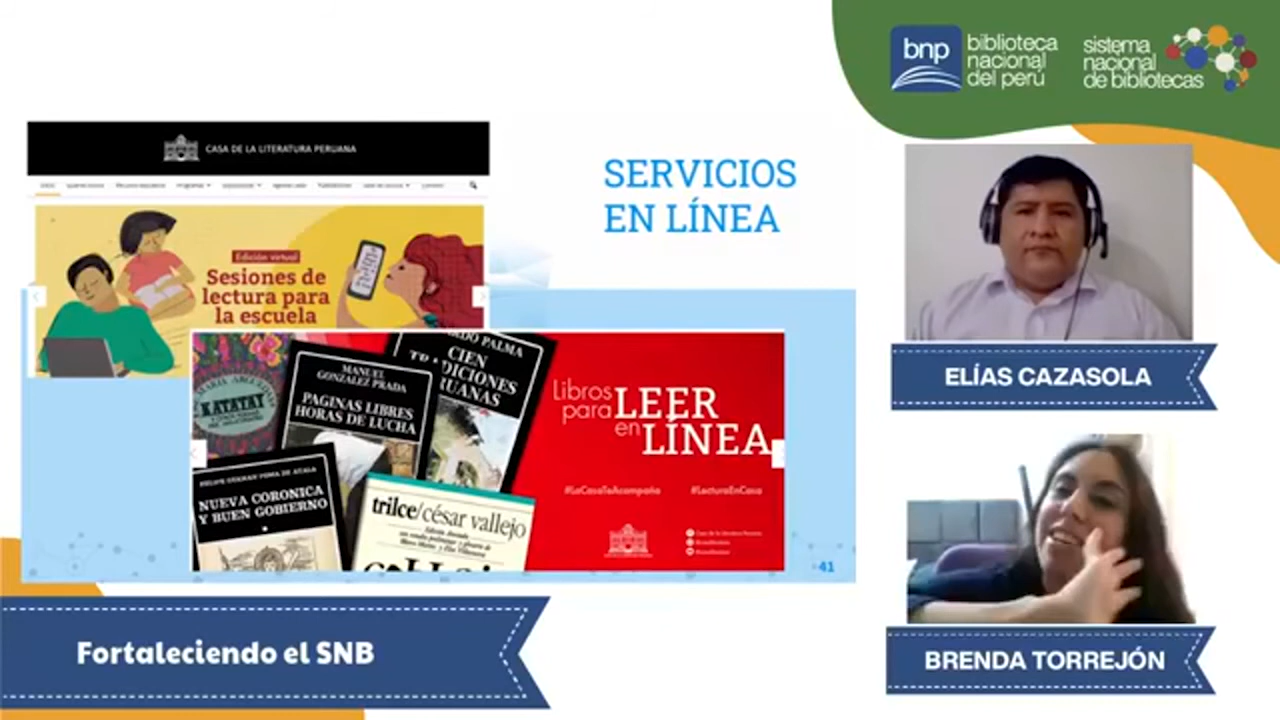 bnp
biblioteca
nacional
del perú
sistema
nacional
de bibliotecas
CASA DE LA LITERATURA PERUANA
SERVICIOS
EN LÍNEA
Edición virtual
Sesiones de
lectura para
la escuela
KATATAY
MANUEL
GONZALEZ PRADA
PAGINAS LIBRES
HORAS DE LUCHA
PALMA
CIEN
NUEVA CORONICA
Y BUEN GOBIERNO
trilce/césar vallejo
Libros
para LEER
en LÍNEA
#LaCasaTeAcompaña #LecturaEnCasa
41
ELÍAS CAZASOLA
BRENDA TORREJÓN
Fortaleciendo el SNB